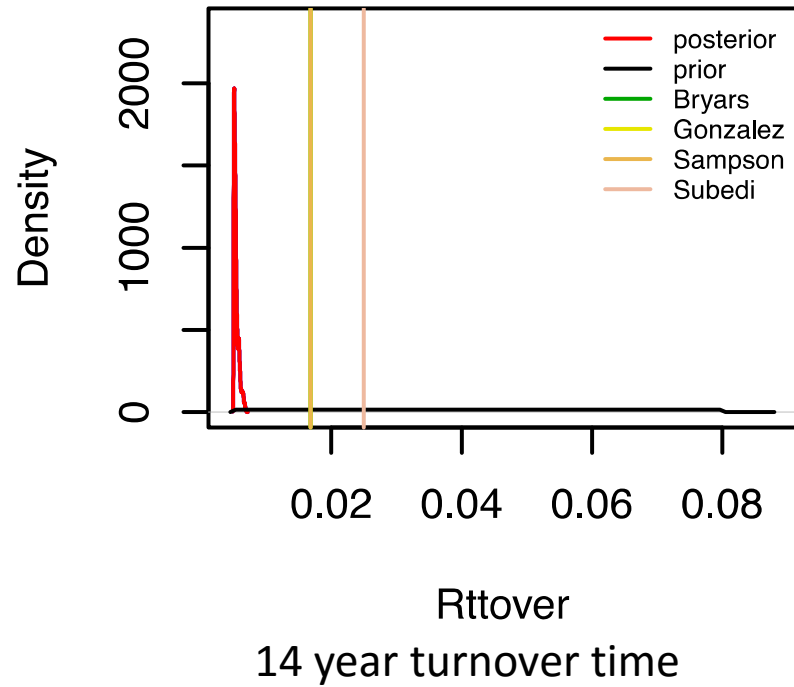 posterior
prior
Bryars
Gonzalez
Sampson
Subedi
Density
2000
1000
0
0.02 0.04 0.06 0.08
Rttover
14 year turnover time